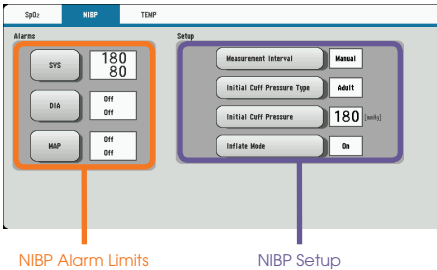 SpO2 NIBP TEMP
Alarms
SYS 180
80
DIA Off
Off
MAP Off
Off
Setup
Measurement Interval Manual
Initial Cuff Pressure Type Adult
Initial Cuff Pressure 180 [mmHg]
Inflate Mode On
NIBP Alarm Limits NIBP Setup